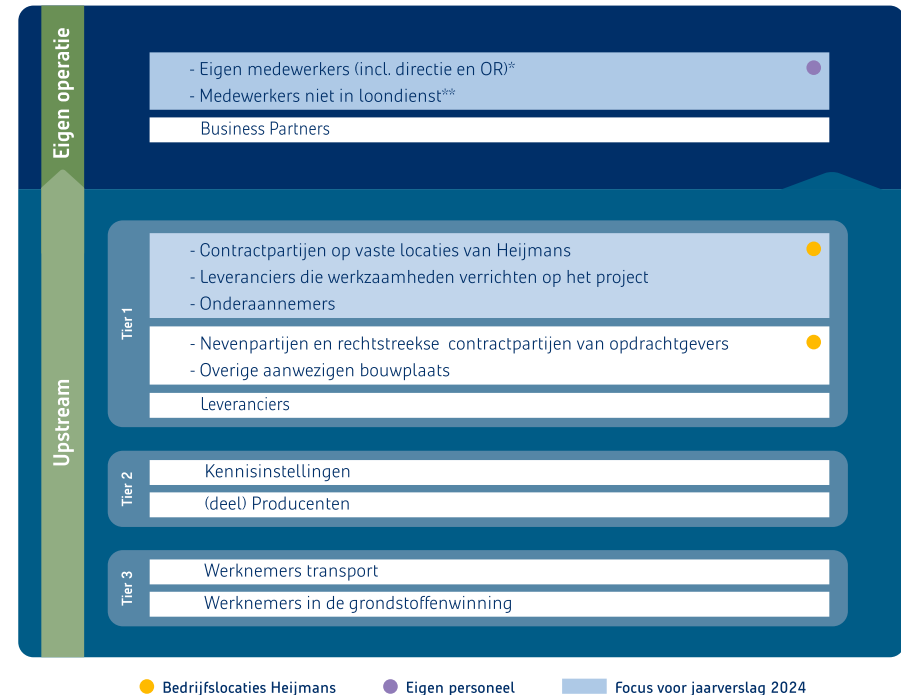 Eigen operatie
- Eigen medewerkers (incl. directie en OR)*
- Medewerkers niet in loondienst**
Business Partners
Upstream
Tier 1
- Contractpartijen op vaste locaties van Heijmans
- Leveranciers die werkzaamheden verrichten op het project
- Onderaannemers
- Nevenpartijen en rechtstreekse contractpartijen van opdrachtgevers
- Overige aanwezigen bouwplaats
Leveranciers
Tier 2
Kennisinstellingen
(deel) Producenten
Tier 3
Werknemers transport
Werknemers in de grondstoffenwinning
Bedrijfslocaties Heijmans
Eigen personeel
Focus voor jaarverslag 2024